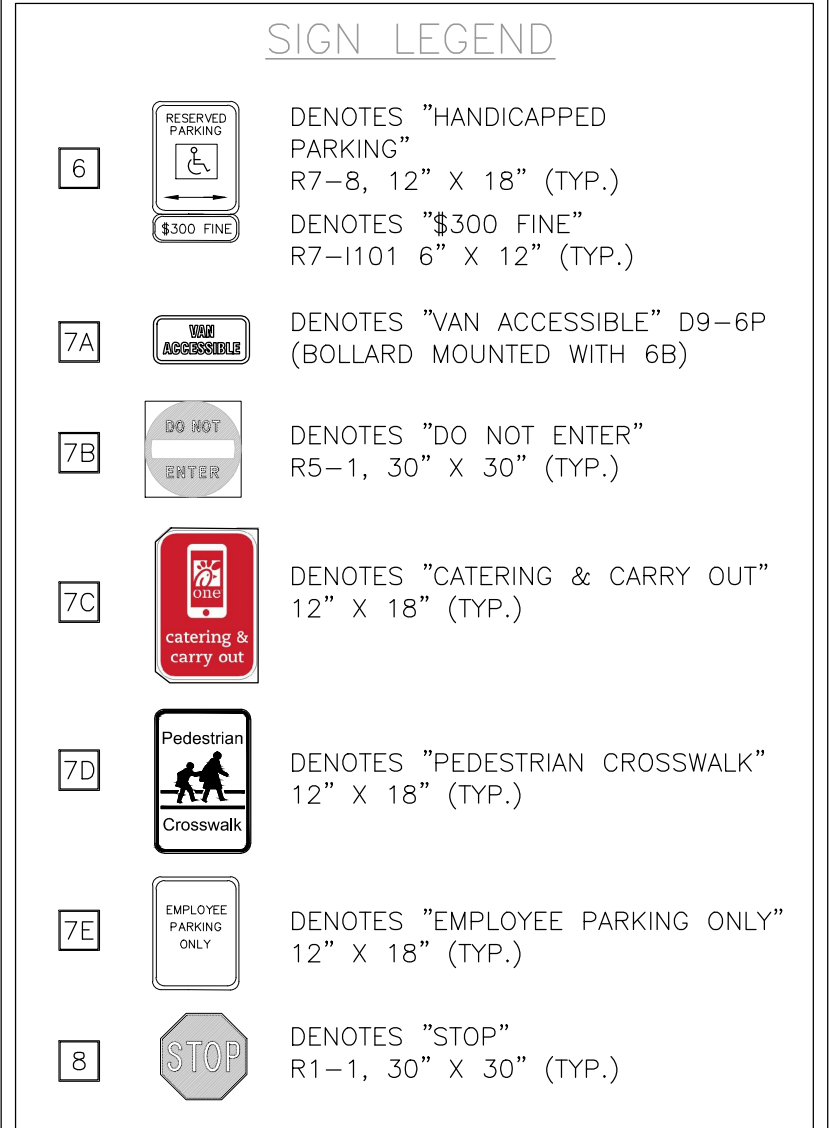 SIGN LEGEND
6
RESERVED
PARKING
$300 FINE
DENOTES "HANDICAPPED
PARKING"
R7-8, 12" X 18" (TYP.)
DENOTES "$300 FINE"
R7-I101 6" X 12" (TYP.)
7A
VAN
ACCESSIBLE
DENOTES "VAN ACCESSIBLE" D9-6P
(BOLLARD MOUNTED WITH 6B)
7B
DO NOT
ENTER
DENOTES "DO NOT ENTER"
R5-1, 30" X 30" (TYP.)
7C
one
catering &
carry out
DENOTES "CATERING & CARRY OUT"
12" X 18" (TYP.)
7D
Pedestrian
Crosswalk
DENOTES "PEDESTRIAN CROSSWALK"
12" X 18" (TYP.)
7E
EMPLOYEE
PARKING
ONLY
DENOTES "EMPLOYEE PARKING ONLY"
12" X 18" (TYP.)
8
STOP
DENOTES "STOP"
R1-1, 30" X 30" (TYP.)